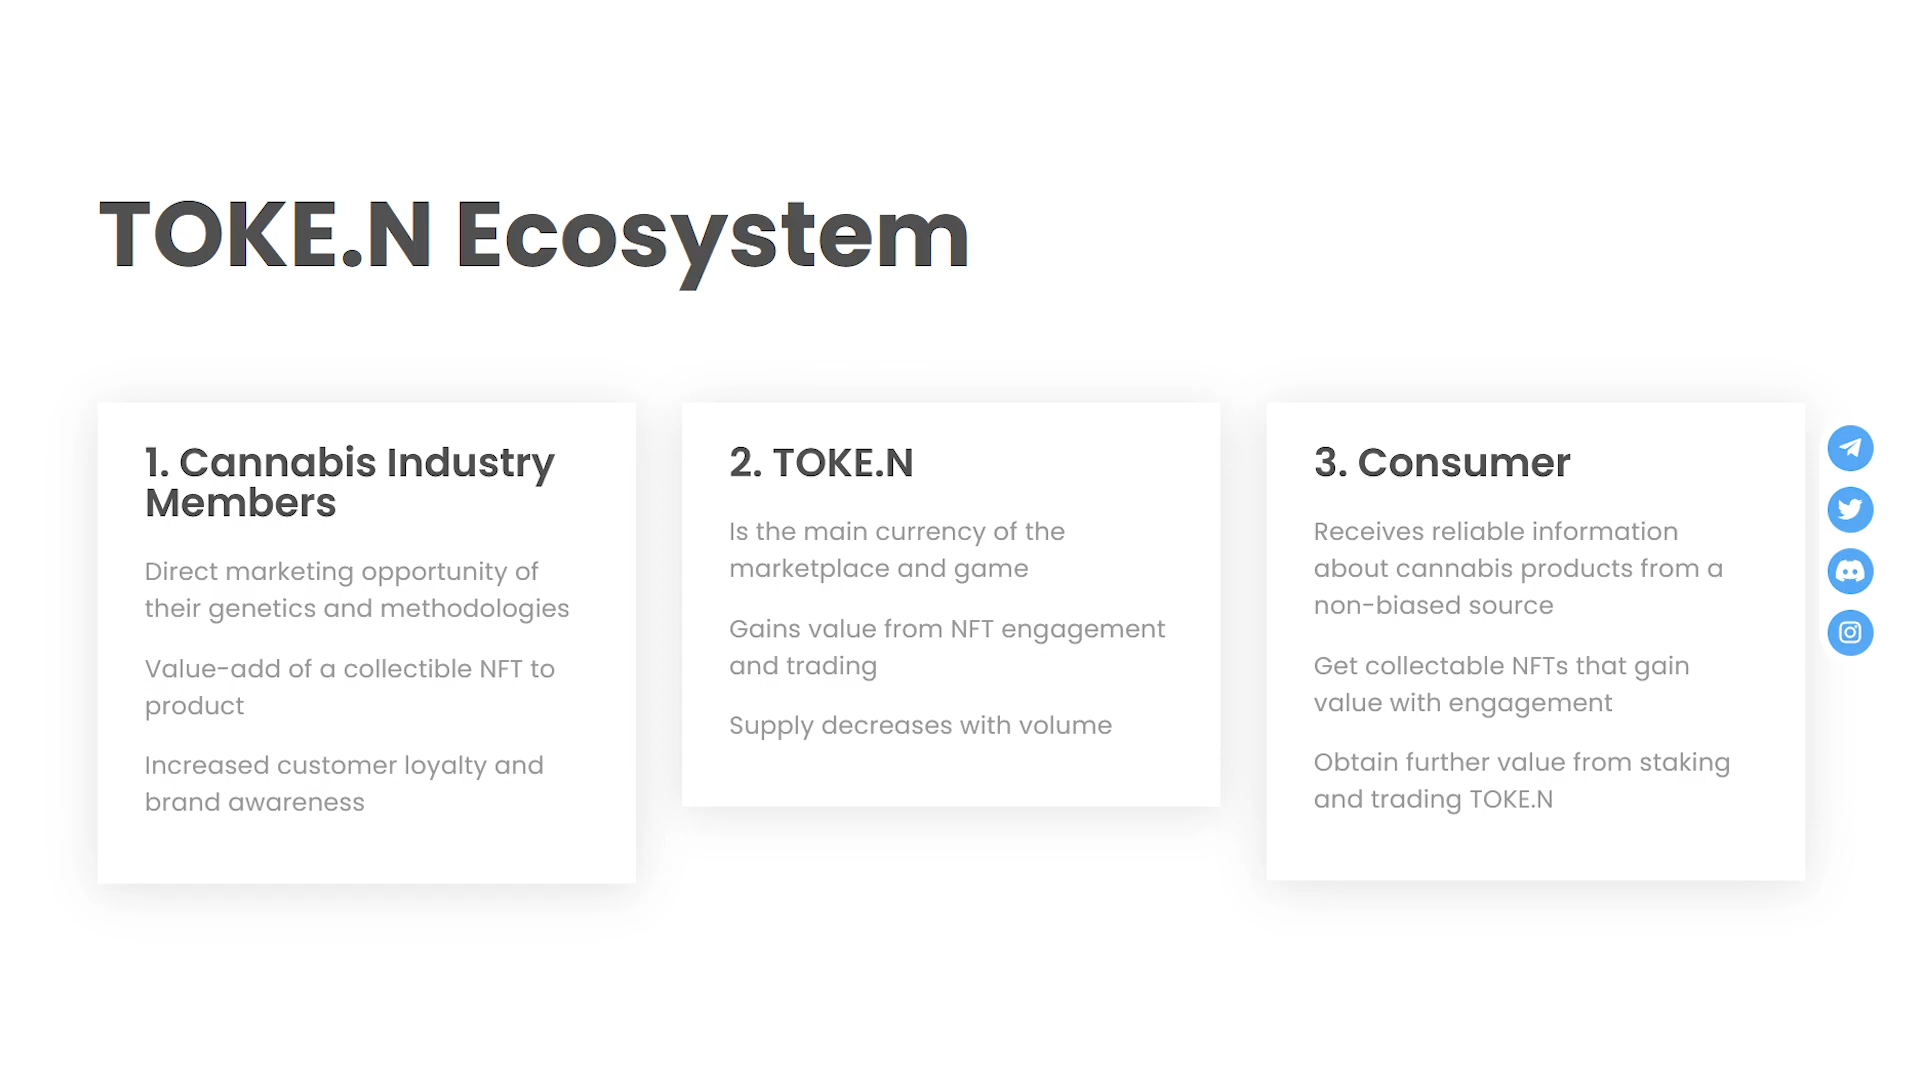 TOKE.N Ecosystem
1. Cannabis Industry
Members
Direct marketing opportunity of
their genetics and methodologies
Value-add of a collectible NFT to
product
Increased customer loyalty and
brand awareness
2. TOKE.N
Is the main currency of the
marketplace and game
Gains value from NFT engagement
and trading
Supply decreases with volume
3. Consumer
Receives reliable information
about cannabis products from a
non-biased source
Get collectable NFTs that gain
value with engagement
Obtain further value from staking
and trading TOKE.N